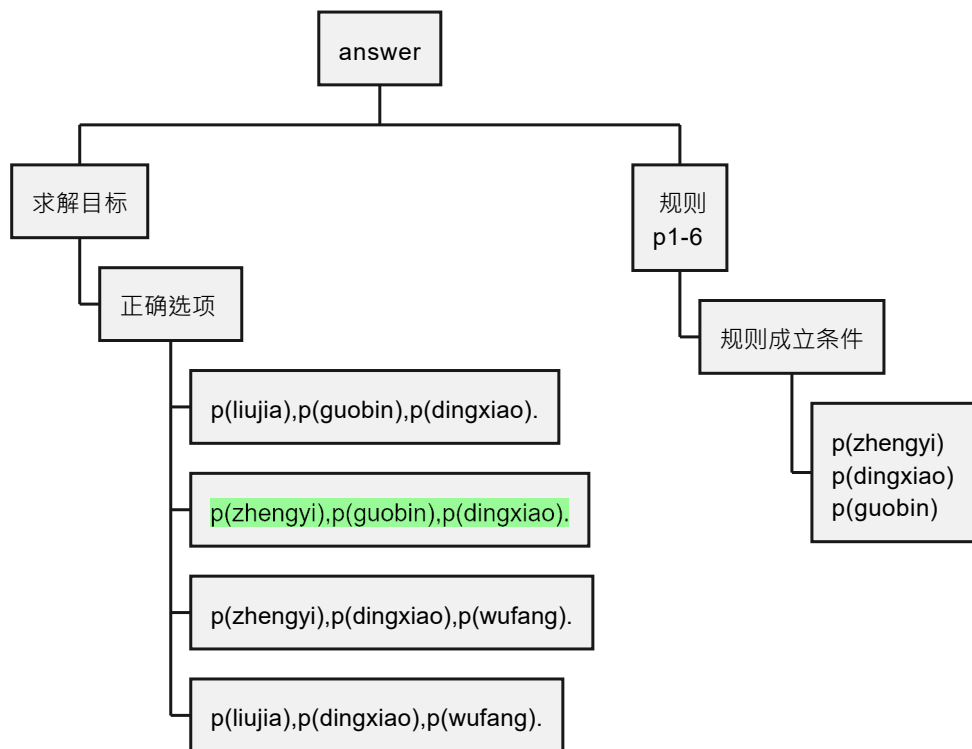 answer
求解目标
规则
p1-6
正确选项
规则成立条件
p(liujia),p(guobin),p(dingxiao).
p(zhengyi),p(guobin),p(dingxiao).
p(zhengyi),p(dingxiao),p(wufang).
p(liujia),p(dingxiao),p(wufang).
p(zhengyi)
p(dingxiao)
p(guobin)